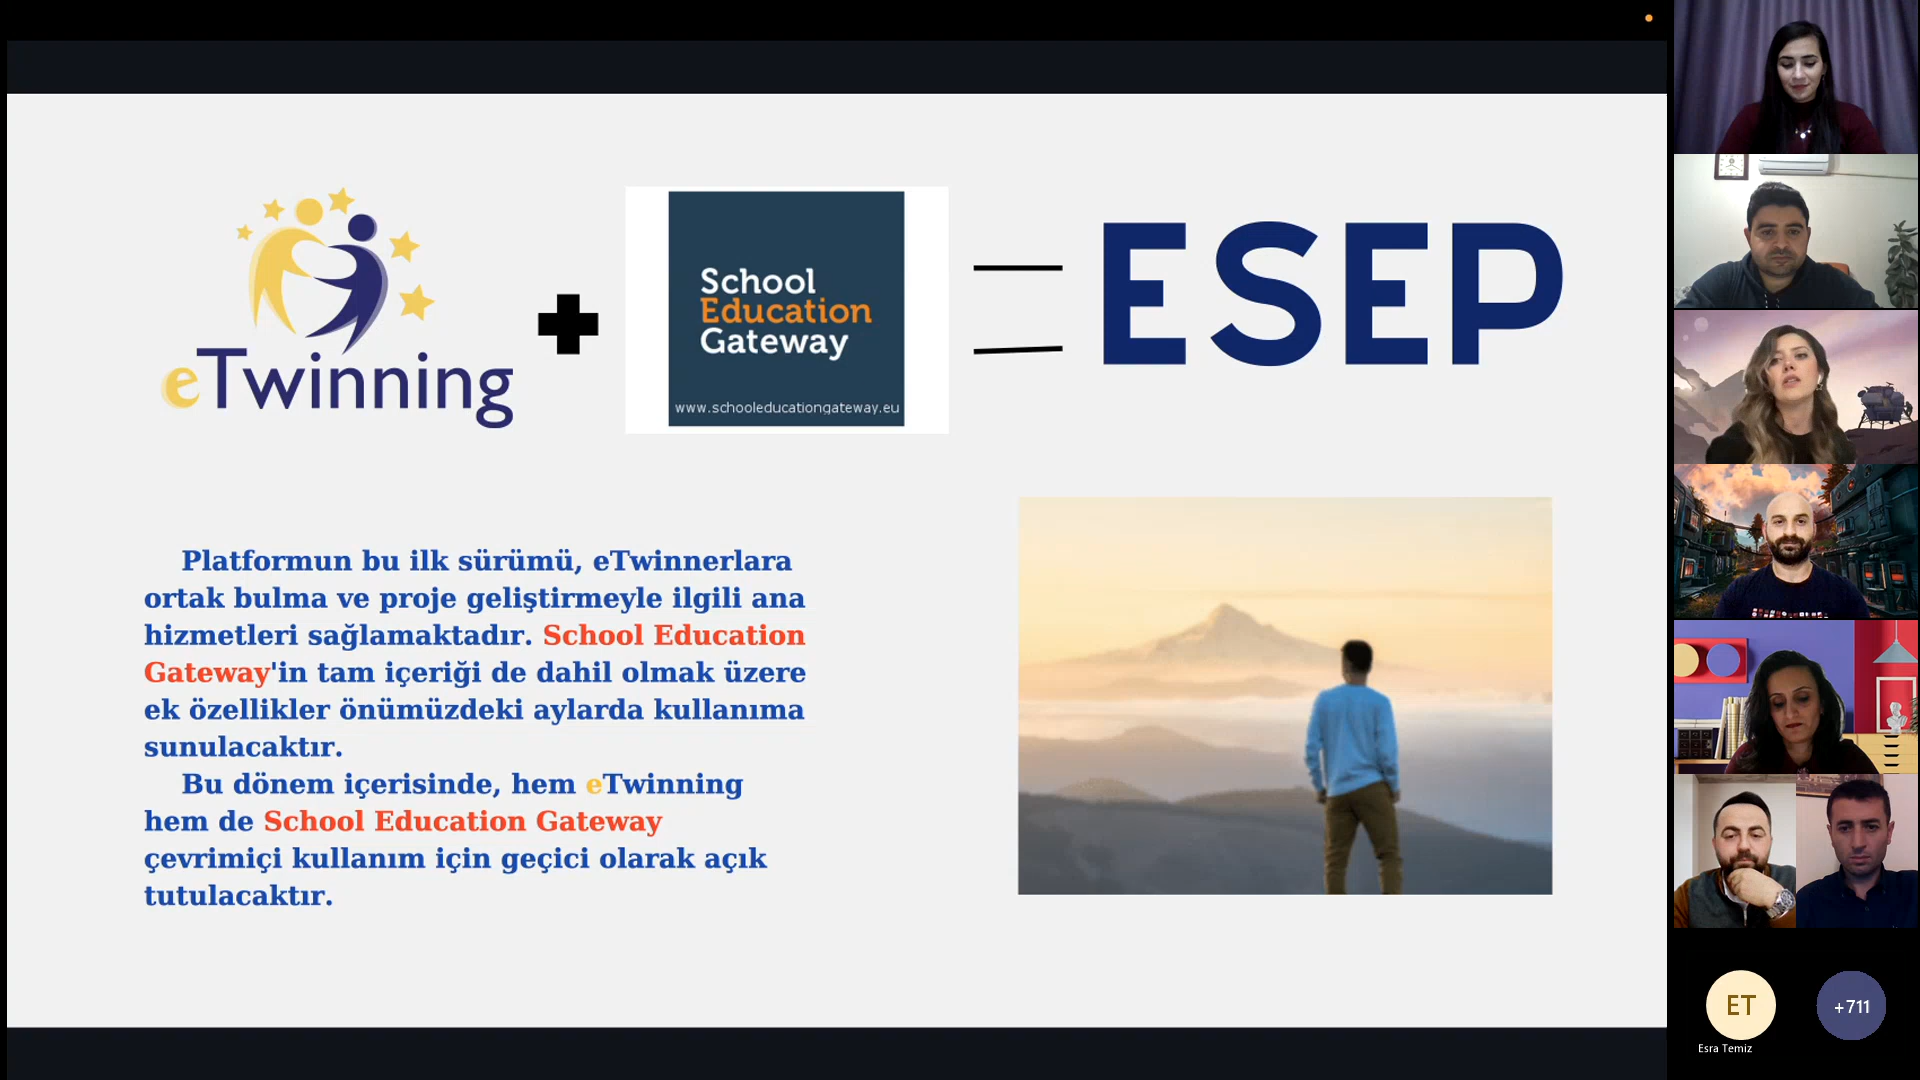 eTwinning
School
Education
Gateway
www.schooleducationgateway.eu
ESEP
Platformun bu ilk sürümü, eTwinnerlara
ortak bulma ve proje geliştirmeyle ilgili ana
hizmetleri sağlamaktadır. School Education
Gateway'in tam içeriği de dahil olmak üzere
ek özellikler önümüzdeki aylarda kullanıma
sunulacaktır.
Bu dönem içerisinde, hem eTwinning
hem de School Education Gateway
çevrimiçi kullanım için geçici olarak açık
tutulacaktır.
ET
+711
Esra Temiz